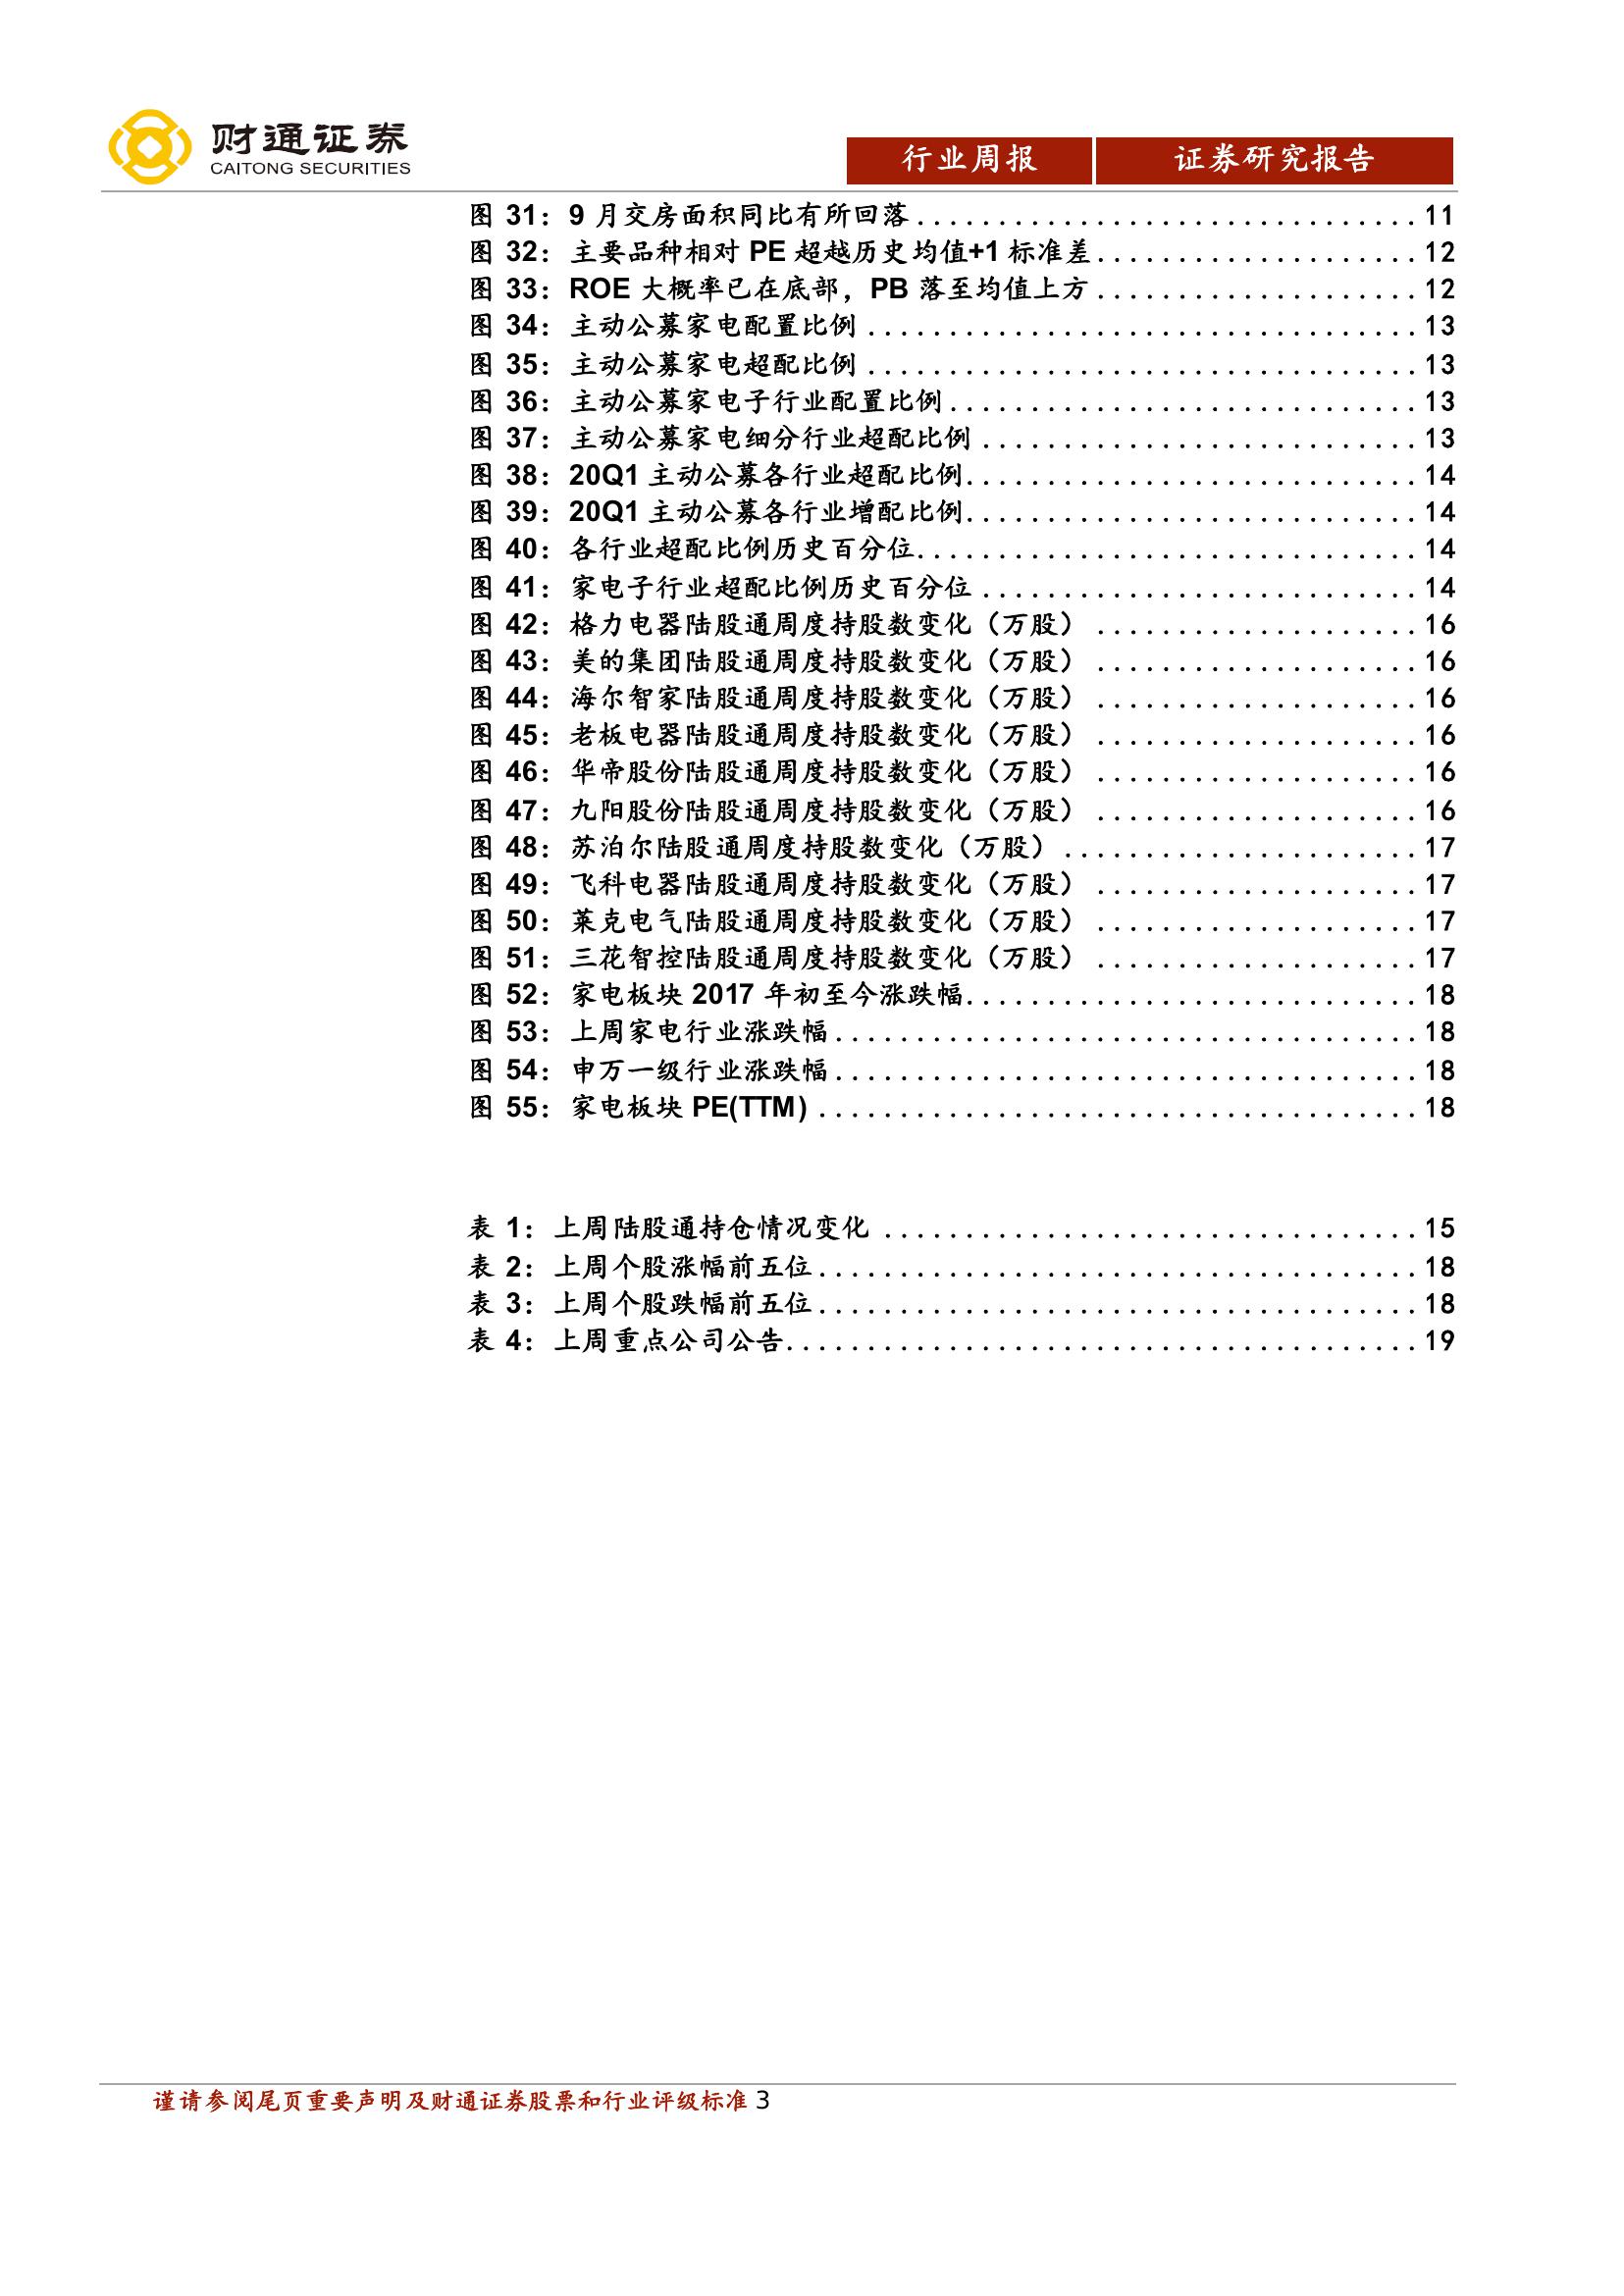 财通证券
CAITONG SECURITIES
行业周报 证券研究报告
图 31：9 月交房面积同比有所回落...............................11
图 32：主要品种相对 PE 超越历史均值+1 标准差....................12
图 33：ROE 大概率已在底部，PB 落至均值上方....................12
图 34：主动公募家电配置比例..................................13
图 35：主动公募家电超配比例..................................13
图 36：主动公募家电子行业配置比例.............................13
图 37：主动公募家电细分行业超配比例...........................13
图 38：20Q1 主动公募各行业超配比例............................14
图 39：20Q1 主动公募各行业增配比例............................14
图 40：各行业超配比例历史百分位...............................14
图 41：家电子行业超配比例历史百分位...........................14
图 42：格力电器陆股通周度持股数变化（万股）....................16
图 43：美的集团陆股通周度持股数变化（万股）....................16
图 44：海尔智家陆股通周度持股数变化（万股）....................16
图 45：老板电器陆股通周度持股数变化（万股）....................16
图 46：华帝股份陆股通周度持股数变化（万股）....................16
图 47：九阳股份陆股通周度持股数变化（万股）....................16
图 48：苏泊尔陆股通周度持股数变化（万股）......................17
图 49：飞科电器陆股通周度持股数变化（万股）....................17
图 50：莱克电气陆股通周度持股数变化（万股）....................17
图 51：三花智控陆股通周度持股数变化（万股）....................17
图 52：家电板块 2017 年初至今涨跌幅............................18
图 53：上周家电行业涨跌幅....................................18
图 54：申万一级行业涨跌幅....................................18
图 55：家电板块 PE(TTM).....................................18
表 1：上周陆股通持仓情况变化.................................15
表 2：上周个股涨幅前五位.....................................18
表 3：上周个股跌幅前五位.....................................18
表 4：上周重点公司公告.......................................19
谨请参阅尾页重要声明及财通证券股票和行业评级标准 3